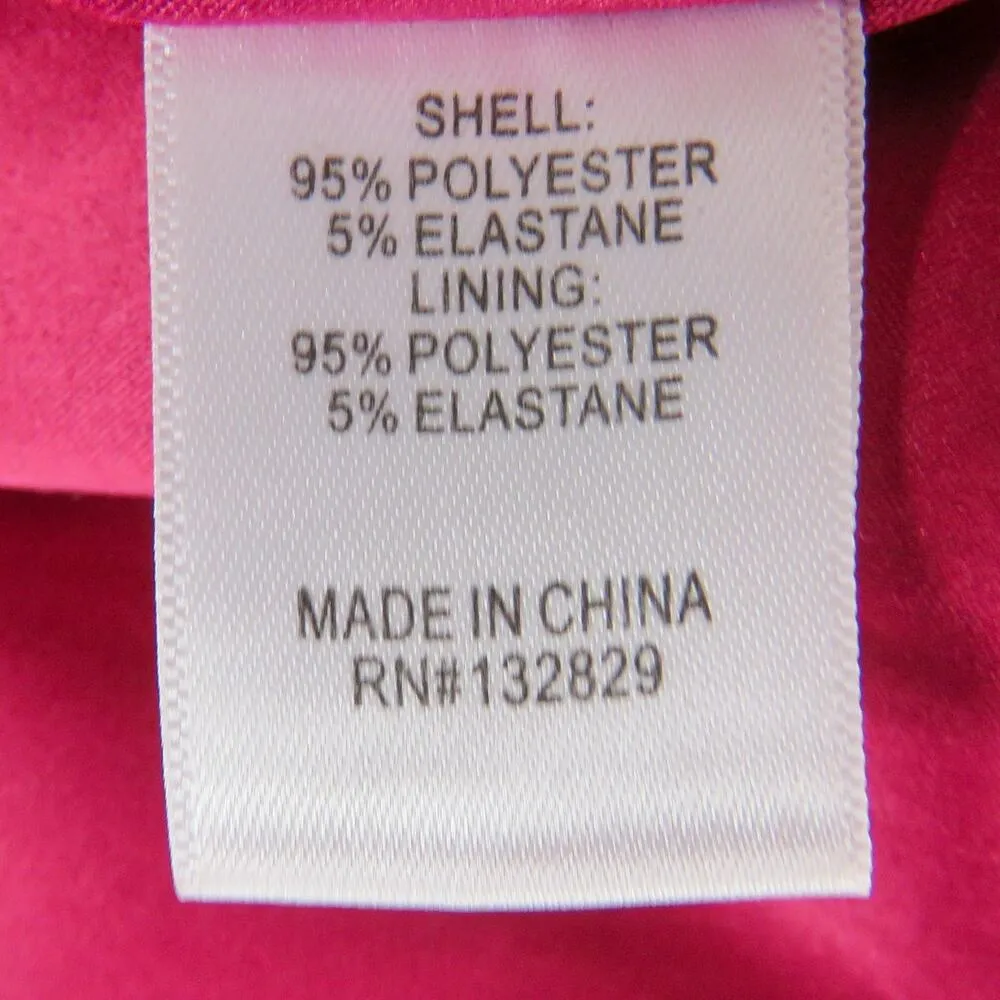 SHELL:
95% POLYESTER
5% ELASTANE
LINING:
95% POLYESTER
5% ELASTANE
MADE IN CHINA
RN#132829